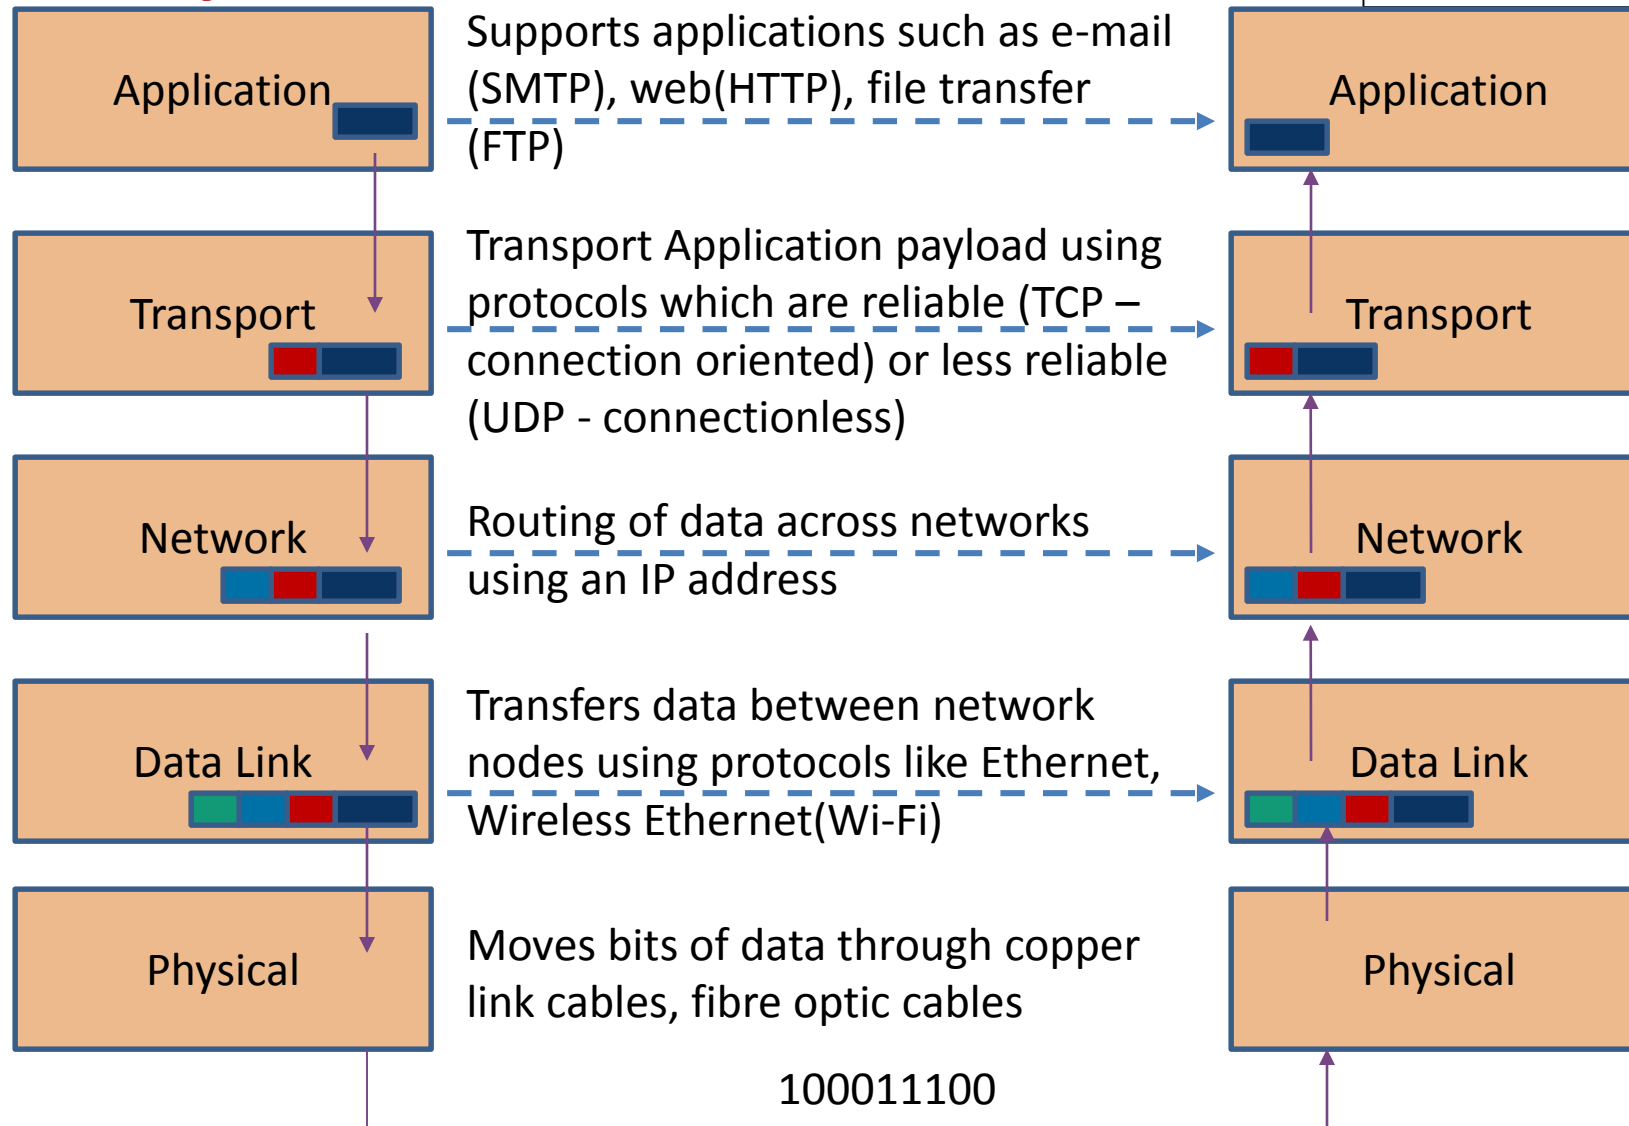 Application
Supports applications such as e-mail
(SMTP), web(HTTP), file transfer
(FTP)
Application
Transport
Transport Application payload using
protocols which are reliable (TCP –
connection oriented) or less reliable
(UDP - connectionless)
Transport
Network
Routing of data across networks
using an IP address
Network
Data Link
Transfers data between network
nodes using protocols like Ethernet,
Wireless Ethernet(Wi-Fi)
Data Link
Physical
Moves bits of data through copper
link cables, fibre optic cables
Physical
100011100